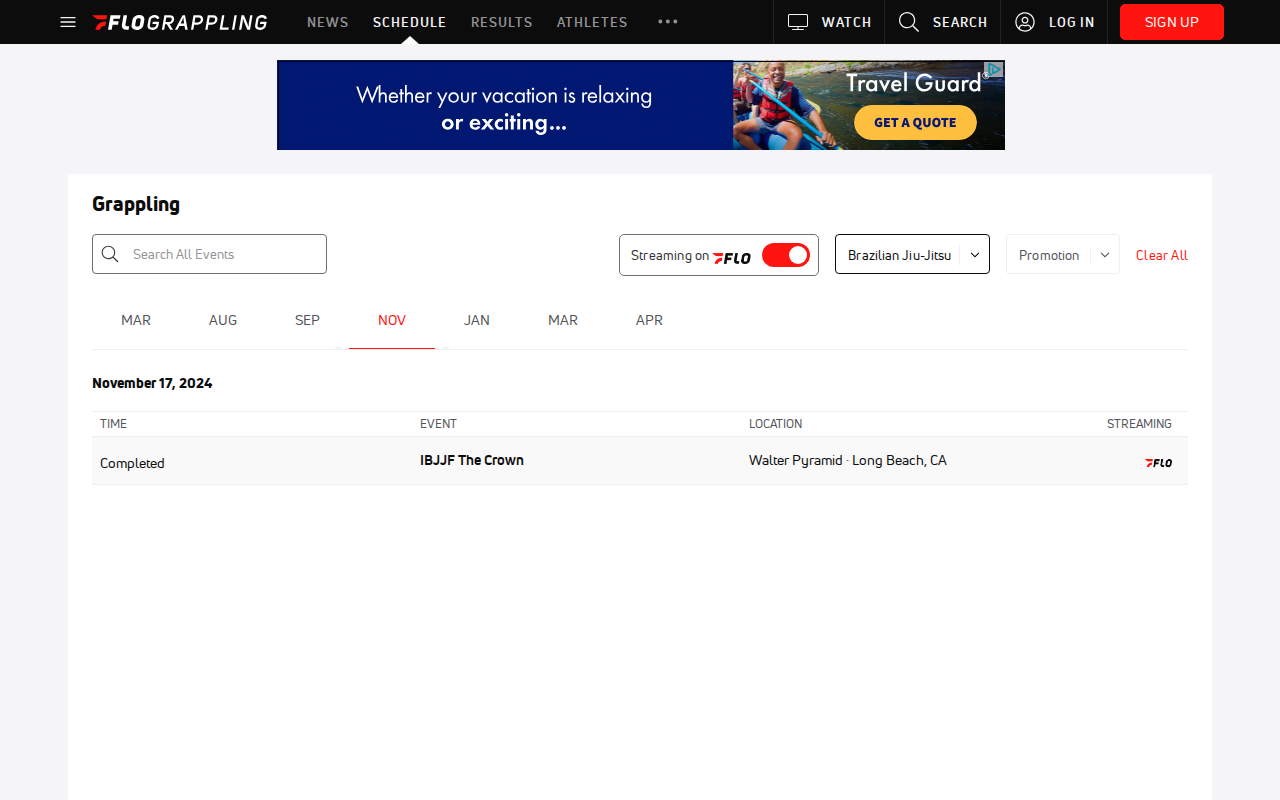 FLOGRAPPLING
NEWS
SCHEDULE
RESULTS
ATHLETES
WATCH
SEARCH
LOG IN
SIGN UP
Whether your vacation is relaxing
or exciting...
Travel Guard®
GET A QUOTE
Grappling
Search All Events
Streaming on FLO
Brazilian Jiu-Jitsu
Promotion
Clear All
MAR AUG SEP NOV JAN MAR APR
November 17, 2024
TIME EVENT LOCATION STREAMING
Completed IBJJF The Crown Walter Pyramid · Long Beach, CA FLO